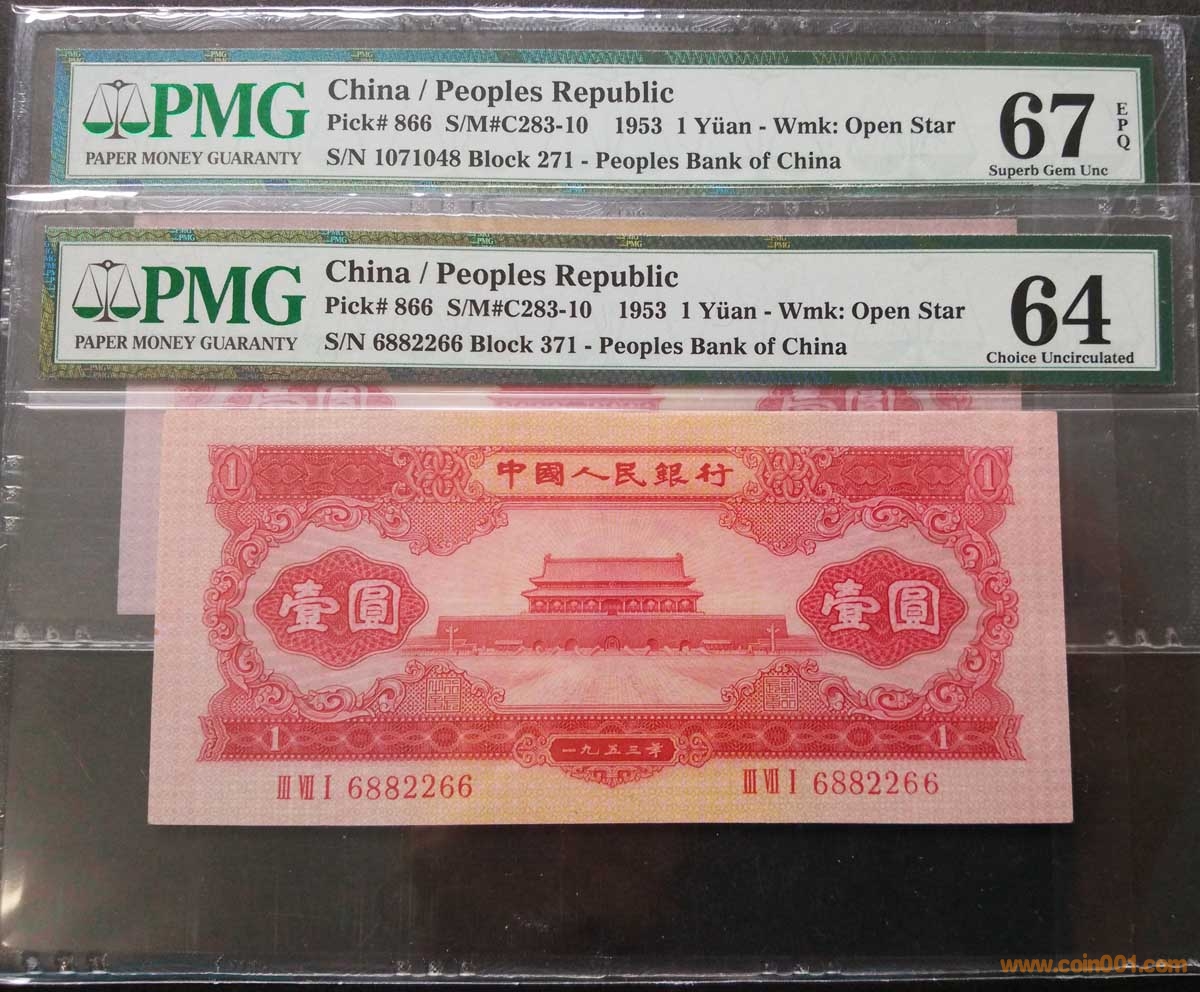 PMG
PAPER MONEY GUARANTY
China / Peoples Republic
Pick# 866 S/M#C283-10 1953 1 Yüan - Wmk: Open Star
S/N 1071048 Block 271 - Peoples Bank of China
67 EPQ
Superb Gem Unc
PMG
PAPER MONEY GUARANTY
China / Peoples Republic
Pick# 866 S/M#C283-10 1953 1 Yüan - Wmk: Open Star
S/N 6882266 Block 371 - Peoples Bank of China
64
Choice Uncirculated
壹圓 壹圓
1 中國人民銀行 1
壹圓 壹圓
1 一九五三年 1
III VII I 6882266 III VII I 6882266
www.coin001.com